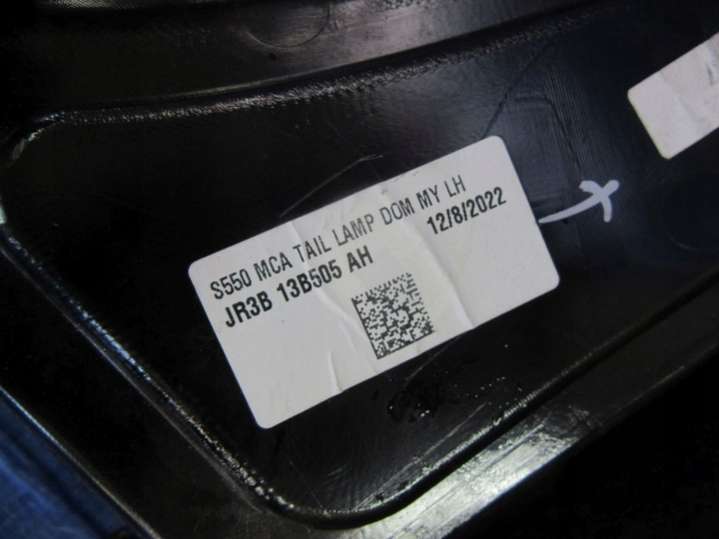 S550 MCA TAIL LAMP DOM MY LH
JR3B 13B505 AH 12/8/2022